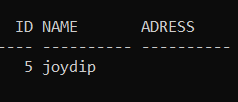 ID NAME ADRESS
---- ---------- ----------
5 joydip